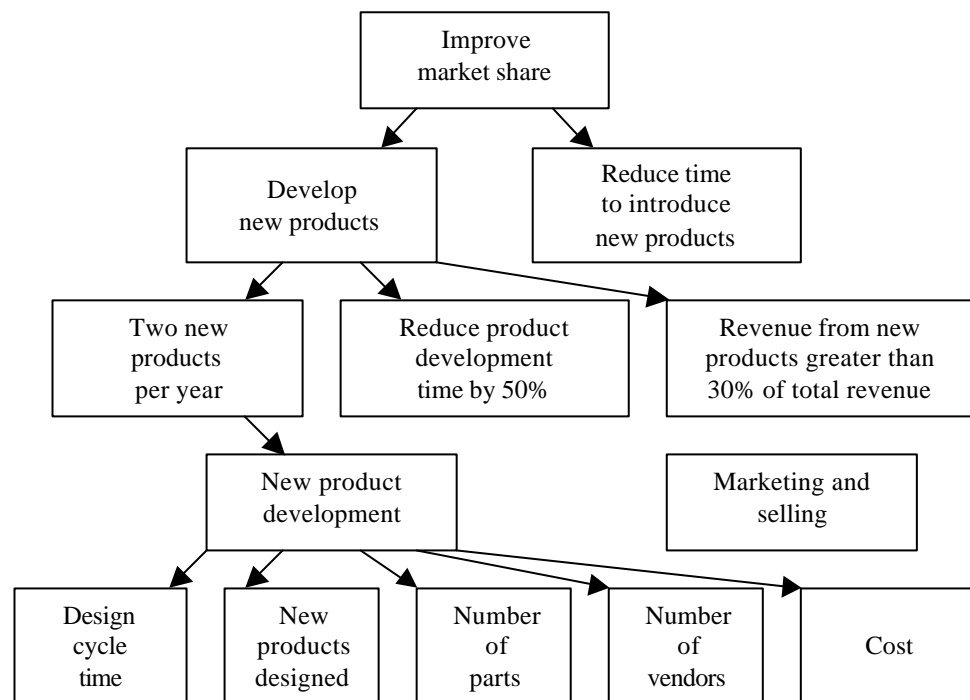 Improve
market share
Develop
new products
Reduce time
to introduce
new products
Two new
products
per year
Reduce product
development
time by 50%
Revenue from new
products greater than
30% of total revenue
New product
development
Marketing and
selling
Design
cycle
time
New
products
designed
Number
of
parts
Number
of
vendors
Cost